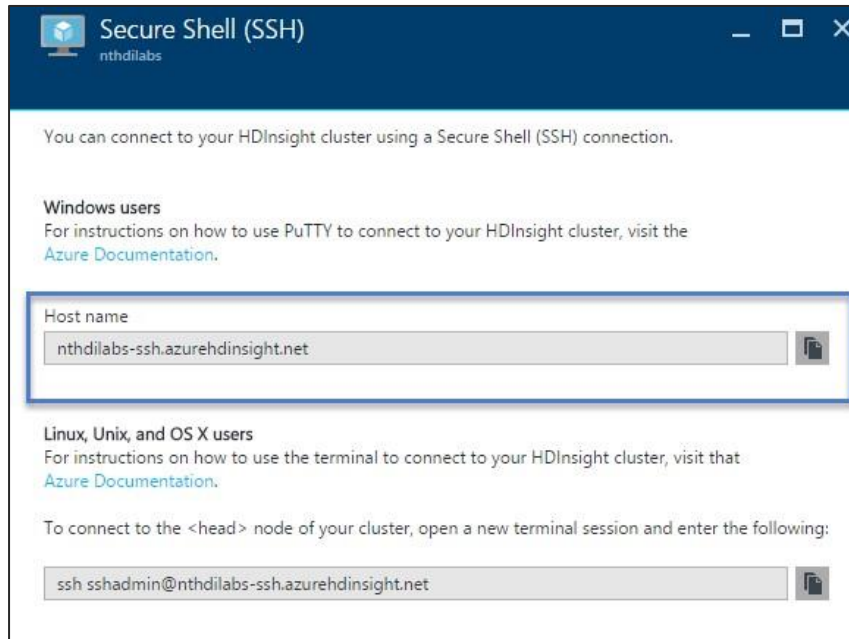 Secure Shell (SSH)
nthdilabs
You can connect to your HDInsight cluster using a Secure Shell (SSH) connection.
Windows users
For instructions on how to use PuTTY to connect to your HDInsight cluster, visit the
Azure Documentation.
Host name
nthdilabs-ssh.azurehdinsight.net
Linux, Unix, and OS X users
For instructions on how to use the terminal to connect to your HDInsight cluster, visit that
Azure Documentation.
To connect to the <head> node of your cluster, open a new terminal session and enter the following:
ssh sshadmin@nthdilabs-ssh.azurehdinsight.net